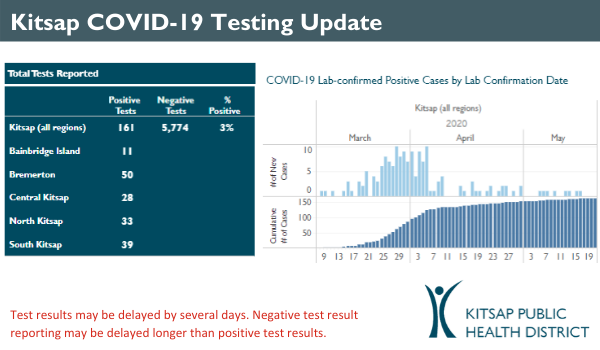 Kitsap COVID-19 Testing Update
Total Tests Reported
Positive Tests
Negative Tests
% Positive
Kitsap (all regions) 161 5,774 3%
Bainbridge Island 11
Bremerton 50
Central Kitsap 28
North Kitsap 33
South Kitsap 39
COVID-19 Lab-confirmed Positive Cases by Lab Confirmation Date
Kitsap (all regions)
2020
March April May
# of New Cases
10
5
0
Cumulative # of Cases
150
100
50
9 13 17 21 25 29 3 7 11 15 19 23 27 3 7 11 15 19
Test results may be delayed by several days. Negative test result
reporting may be delayed longer than positive test results.
KITSAP PUBLIC
HEALTH DISTRICT